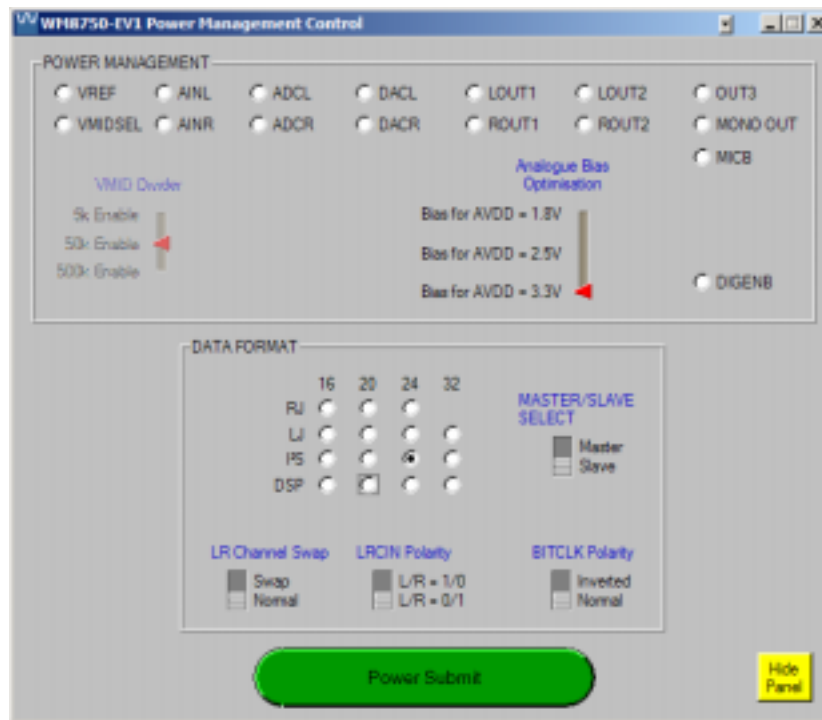 WM8750-EV1 Power Management Control
POWER MANAGEMENT
VREF AINL ADCL DACL LOUT1 LOUT2 OUT3
VMIDSEL AINR ADCR DACR ROUT1 ROUT2 MONO OUT
MICB
VMID Divider
Analogue Bias
Optimisation
5k Enable
50k Enable
500k Enable
Bias for AVDD = 1.8V
Bias for AVDD = 2.5V
Bias for AVDD = 3.3V
DIGENB
DATA FORMAT
16 20 24 32
RJ
LJ
I²S
DSP
MASTER/SLAVE
SELECT
Master
Slave
LR Channel Swap
Swap
Normal
LRCIN Polarity
L/R = 1/0
L/R = 0/1
BITCLK Polarity
Inverted
Normal
Power Submit
Hide
Panel